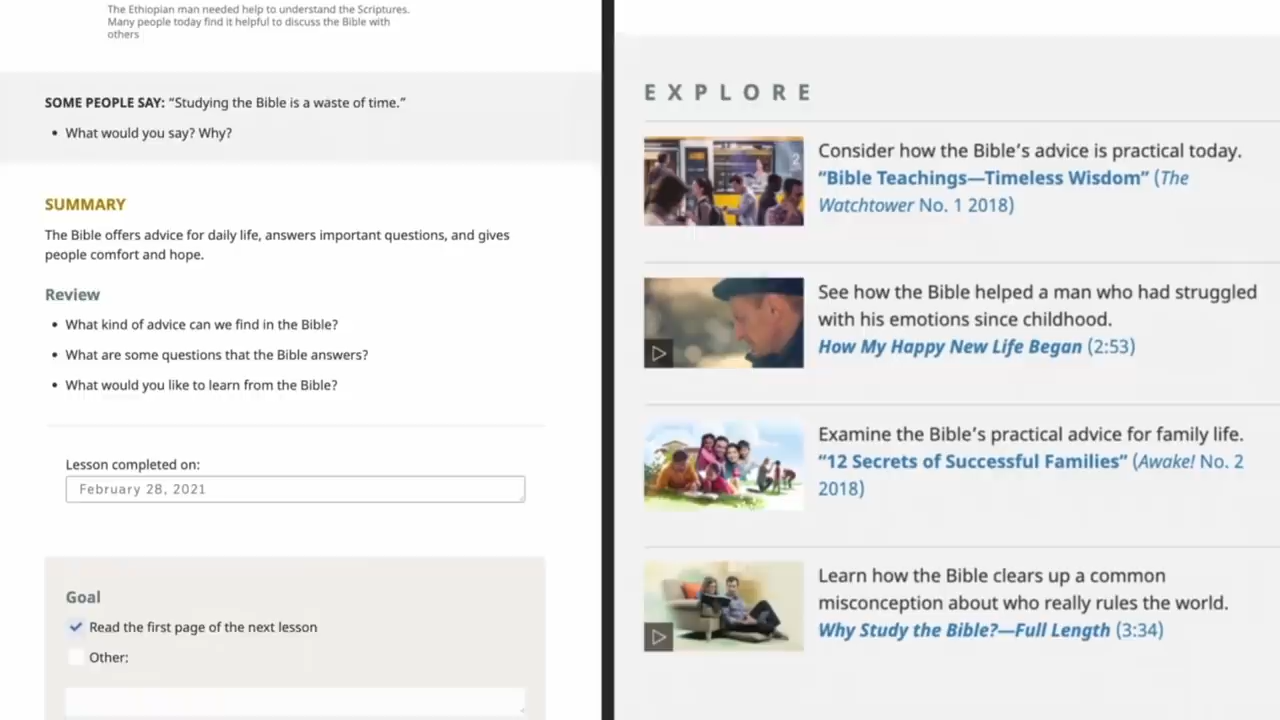 The Ethiopian man needed help to understand the Scriptures.
Many people today find it helpful to discuss the Bible with
others
SOME PEOPLE SAY: “Studying the Bible is a waste of time.”
• What would you say? Why?
SUMMARY
The Bible offers advice for daily life, answers important questions, and gives
people comfort and hope.
Review
• What kind of advice can we find in the Bible?
• What are some questions that the Bible answers?
• What would you like to learn from the Bible?
Lesson completed on:
February 28, 2021
Goal
Read the first page of the next lesson
Other:
EXPLORE
Consider how the Bible’s advice is practical today.
“Bible Teachings—Timeless Wisdom” (The
Watchtower No. 1 2018)
See how the Bible helped a man who had struggled
with his emotions since childhood.
How My Happy New Life Began (2:53)
Examine the Bible’s practical advice for family life.
“12 Secrets of Successful Families” (Awake! No. 2
2018)
Learn how the Bible clears up a common
misconception about who really rules the world.
Why Study the Bible?—Full Length (3:34)
2